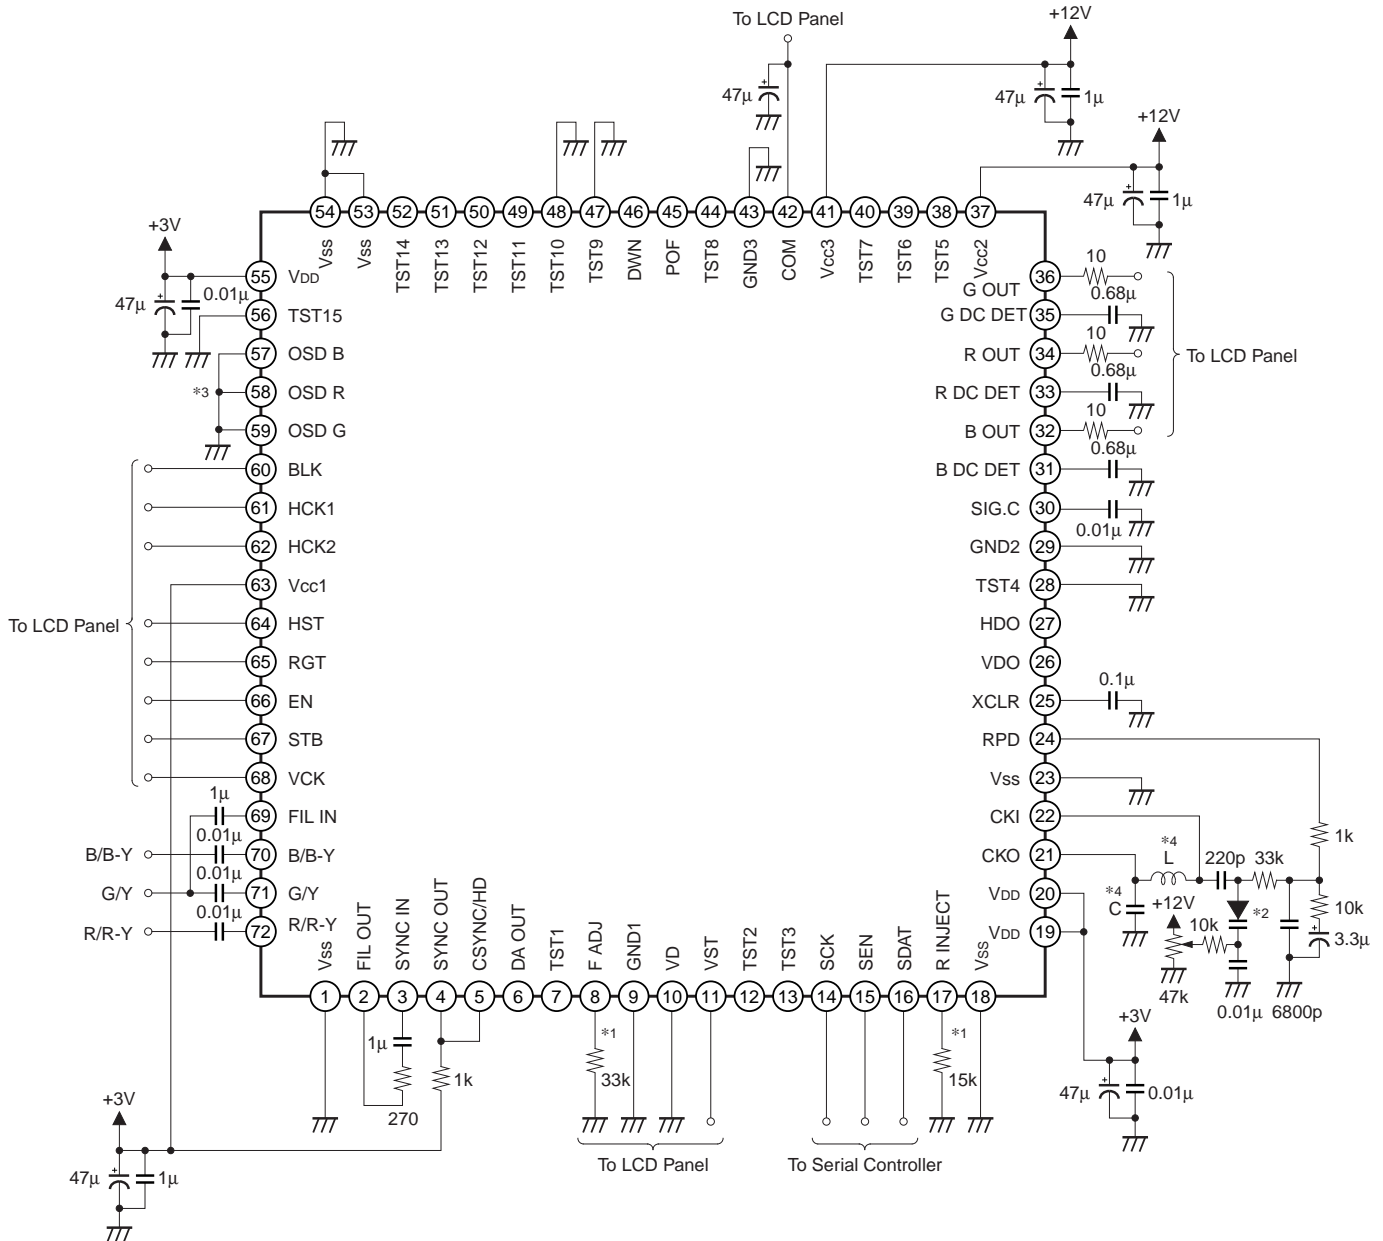 To LCD Panel
+12V
47μ
47μ
1μ
+12V
47μ
1μ
+3V
47μ
0.01μ
54 53 52 51 50 49 48 47 46 45 44 43 42 41 40 39 38 37
Vss
Vss
TST14
TST13
TST12
TST11
TST10
TST9
DWN
POF
TST8
GND3
COM
Vcc3
TST7
TST6
TST5
Vcc2
55 VDD
56 TST15
57 OSD B
*3
58 OSD R
59 OSD G
60 BLK
61 HCK1
62 HCK2
63 Vcc1
To LCD Panel
64 HST
65 RGT
66 EN
67 STB
68 VCK
1μ
69 FIL IN
0.01μ
B/B-Y
70 B/B-Y
0.01μ
G/Y
71 G/Y
0.01μ
R/R-Y
72 R/R-Y
G OUT 36
10
0.68μ
G DC DET 35
R OUT 34
10
0.68μ
To LCD Panel
R DC DET 33
B OUT 32
10
0.68μ
B DC DET 31
SIG.C 30
0.01μ
GND2 29
TST4 28
HDO 27
VDO 26
XCLR 25
0.1μ
RPD 24
Vss 23
CKI 22
1k
CKO 21
*4
L
220p
33k
VDD 20
*4
C
+12V
10k
*2
10k
3.3μ
VDD 19
47k
0.01μ
6800p
Vss
FIL OUT
SYNC IN
SYNC OUT
CSYNC/HD
DA OUT
TST1
F ADJ
GND1
VD
VST
TST2
TST3
SCK
SEN
SDAT
R INJECT
Vss
1 2 3 4 5 6 7 8 9 10 11 12 13 14 15 16 17 18
1μ
270
1k
*1
33k
*1
15k
+3V
47μ
0.01μ
+3V
47μ
1μ
To LCD Panel
To Serial Controller